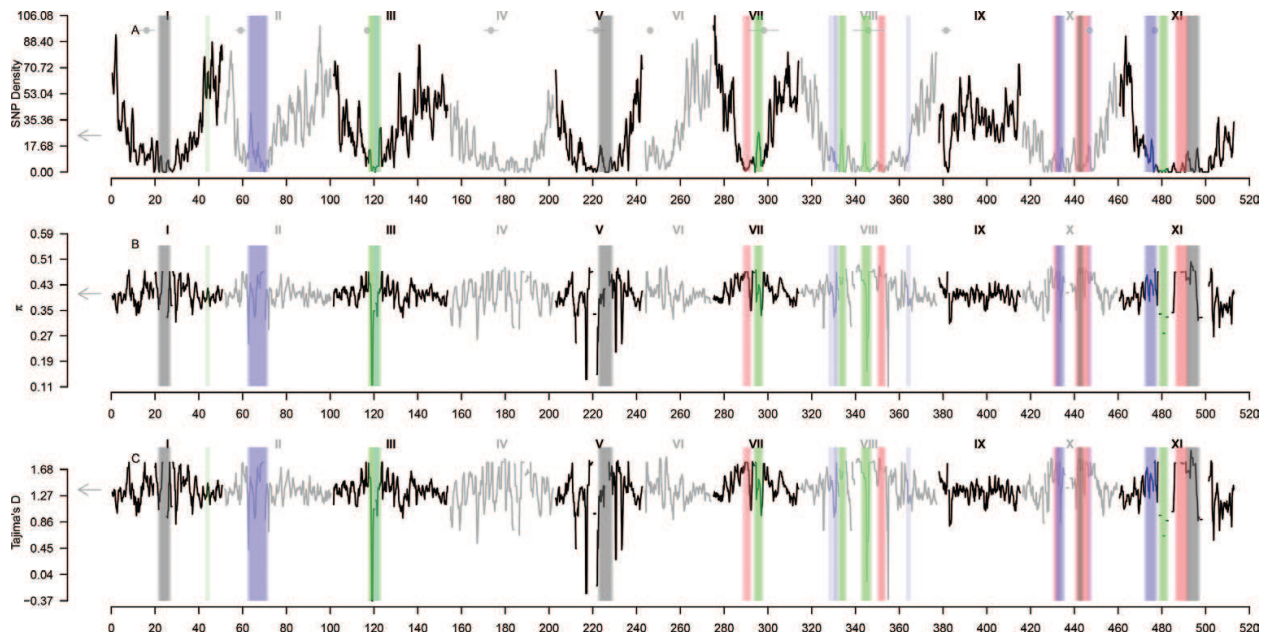 I II III IV V VI VII VIII IX X XI
A
106.08
88.40
70.72
53.04
35.36
17.68
0.00
SNP Density
0 20 40 60 80 100 120 140 160 180 200 220 240 260 280 300 320 340 360 380 400 420 440 460 480 500 520
I II III IV V VI VII VIII IX X XI
B
0.59
0.51
0.43
0.35
0.27
0.19
0.11
π
0 20 40 60 80 100 120 140 160 180 200 220 240 260 280 300 320 340 360 380 400 420 440 460 480 500 520
I II III IV V VI VII VIII IX X XI
C
1.68
1.27
0.86
0.45
0.04
−0.37
Tajima's D
0 20 40 60 80 100 120 140 160 180 200 220 240 260 280 300 320 340 360 380 400 420 440 460 480 500 520